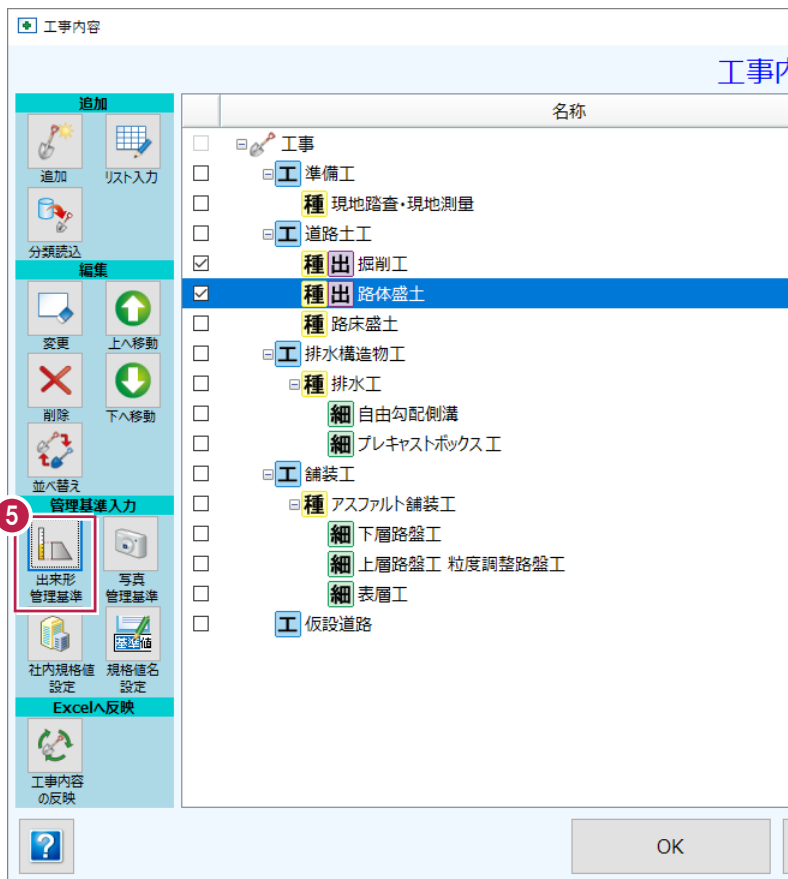 工事内容
工事内
追加
追加
リスト入力
分類読込
編集
変更
上へ移動
削除
下へ移動
並べ替え
管理基準入力
5
出来形
管理基準
写真
管理基準
基準値
社内規格値
設定
規格値名
設定
Excelへ反映
工事内容
の反映
名称
工事
工 準備工
種 現地踏査・現地測量
工 道路土工
種 出 掘削工
種 出 路体盛土
種 路床盛土
工 排水構造物工
種 排水工
細 自由勾配側溝
細 プレキャストボックス工
工 舗装工
種 アスファルト舗装工
細 下層路盤工
細 上層路盤工 粒度調整路盤工
細 表層工
工 仮設道路
?
OK